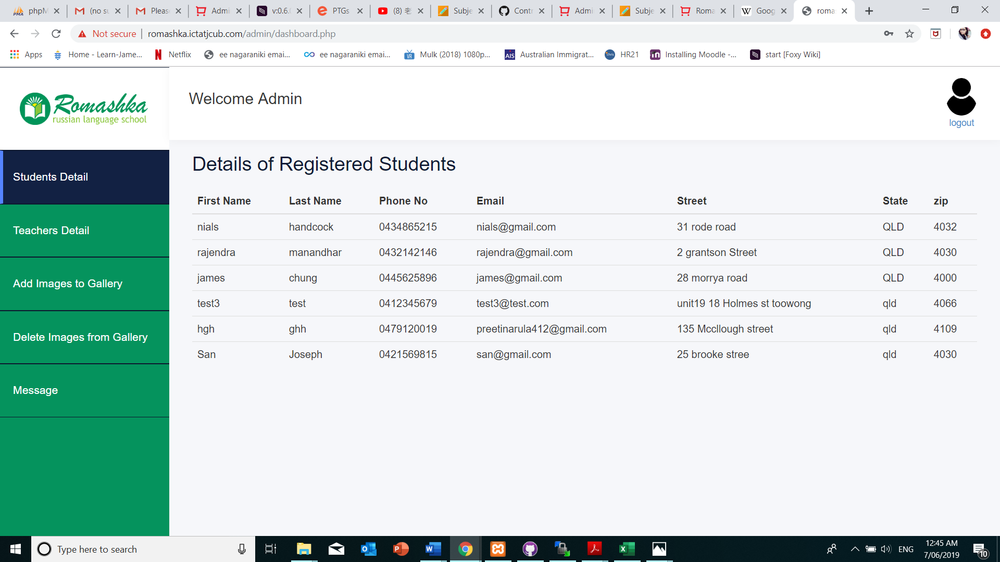 phpM (no su Pleas Admi v:0.6. PTGs (8) 老 Subje Contr Admi Subje Roma Goog roma
Not secure romashka.ictatjcub.com/admin/dashboard.php
Apps Home - Learn-Jame... Netflix ee nagaraniki emai... ee nagaraniki emai... Mulk (2018) 1080p... Australian Immigrat... HR21 Installing Moodle -... start [Foxy Wiki]
Romashka
russian language school
Welcome Admin
logout
Students Detail
Teachers Detail
Add Images to Gallery
Delete Images from Gallery
Message
Details of Registered Students
First Name Last Name Phone No Email Street State zip
nials handcock 0434865215 nials@gmail.com 31 rode road QLD 4032
rajendra manandhar 0432142146 rajendra@gmail.com 2 grantson Street QLD 4030
james chung 0445625896 james@gmail.com 28 morrya road QLD 4000
test3 test 0412345679 test3@test.com unit19 18 Holmes st toowong qld 4066
hgh ghh 0479120019 preetinarula412@gmail.com 135 Mccllough street qld 4109
San Joseph 0421569815 san@gmail.com 25 brooke stree qld 4030
Type here to search
ENG
12:45 AM
7/06/2019
10